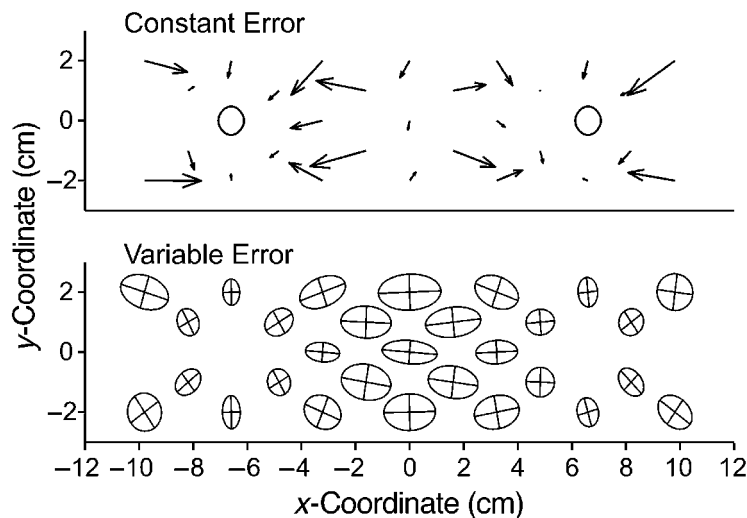 Constant Error
2
0
−2
Variable Error
2
0
−2
y-Coordinate (cm)
−12 −10 −8 −6 −4 −2 0 2 4 6 8 10 12
x-Coordinate (cm)